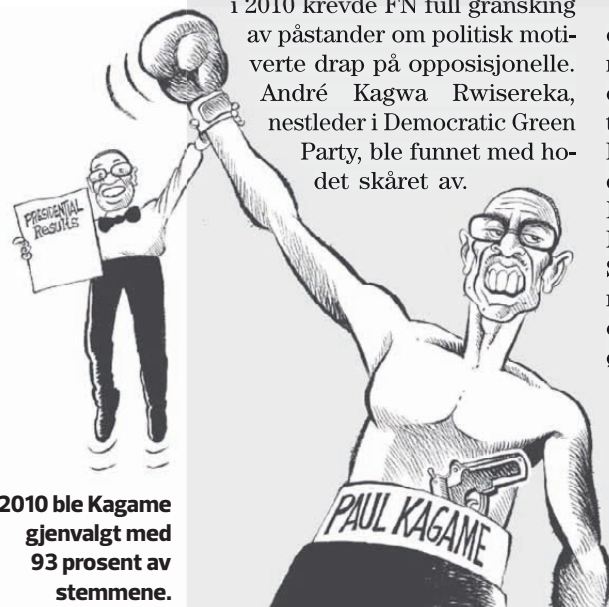 i 2010 krevde FN full gransking
av påstander om politisk moti-
verte drap på opposisjonelle.
André Kagwa Rwisereka,
nestleder i Democratic Green
Party, ble funnet med ho-
det skåret av.
PRESIDENTIAL
Results
PAUL KAGAME
2010 ble Kagame
gjenvalgt med
93 prosent av
stemmene.